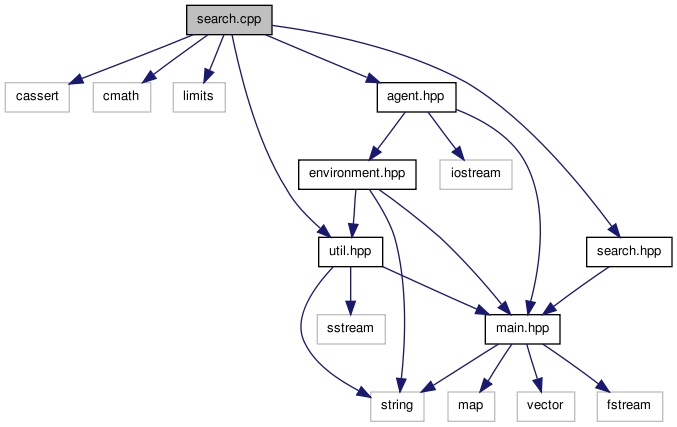 search.cpp
cassert
cmath
limits
agent.hpp
environment.hpp
iostream
util.hpp
search.hpp
sstream
main.hpp
string
map
vector
fstream